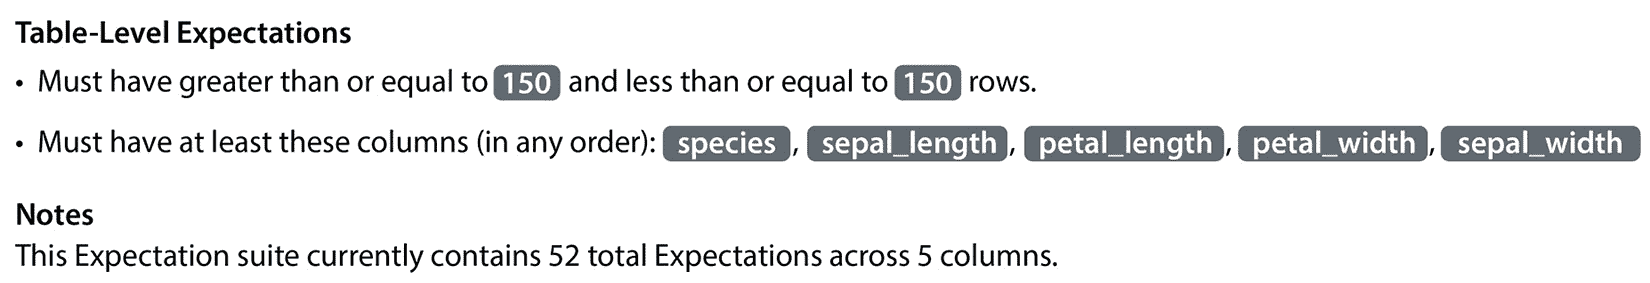 Table-Level Expectations
• Must have greater than or equal to 150 and less than or equal to 150 rows.
• Must have at least these columns (in any order): species, sepal_length, petal_length, petal_width, sepal_width
Notes
This Expectation suite currently contains 52 total Expectations across 5 columns.